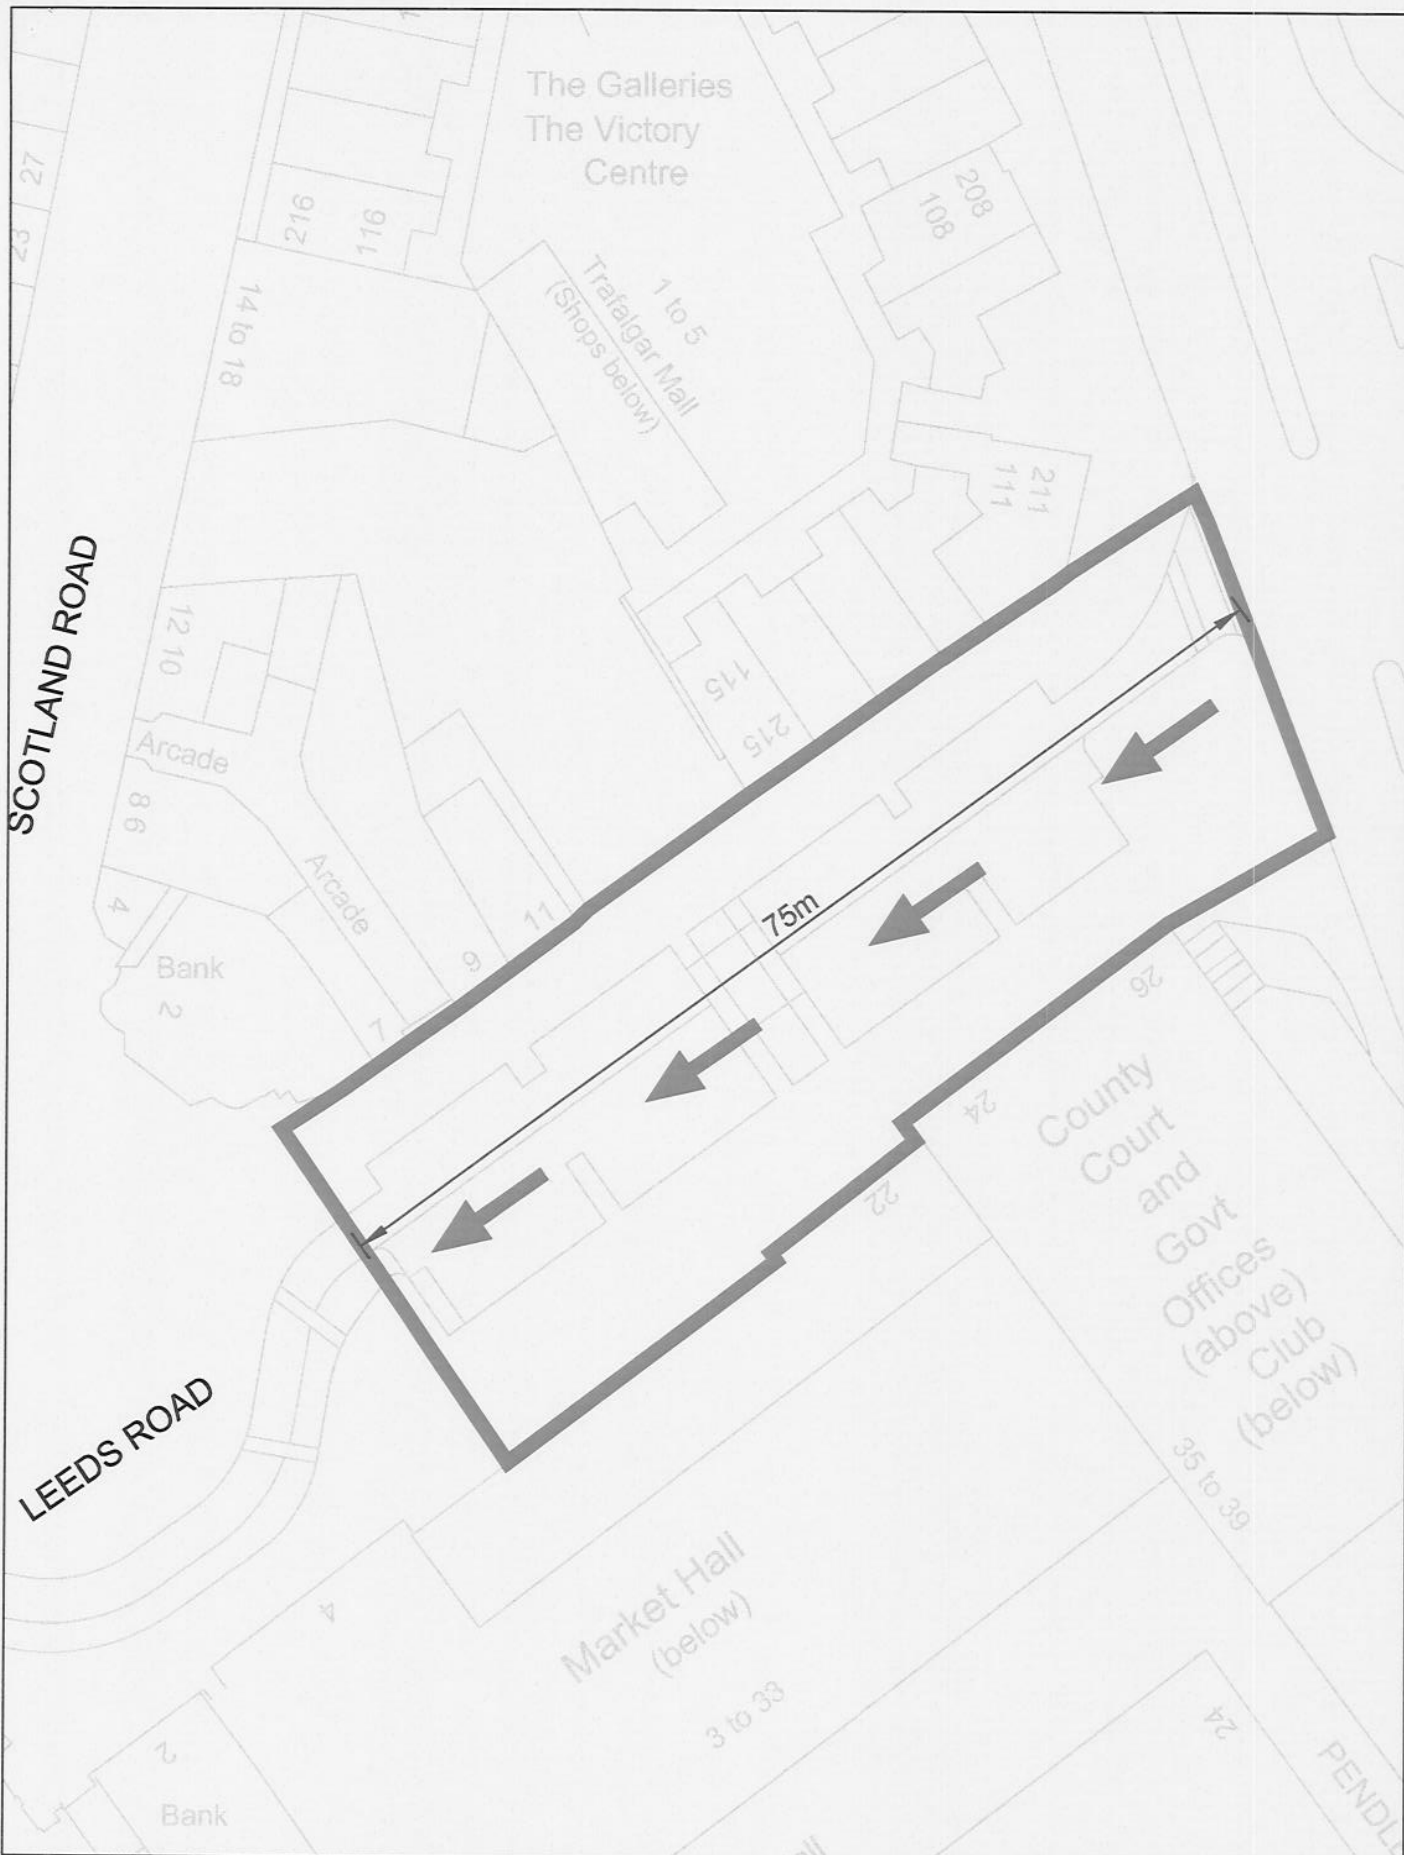 The Galleries
The Victory
Centre
27
23
216
116
208
108
14 to 18
1 to 5
Trafalgar Mall
(Shops below)
211
111
SCOTLAND ROAD
12 10
115
215
Arcade
8 6
Arcade
4
11
9
7
Bank
2
75m
26
24
22
County
Court
and
Govt
Offices
(above)
Club
(below)
35 to 39
LEEDS ROAD
Market Hall
(below)
4
3 to 33
24
2
Bank